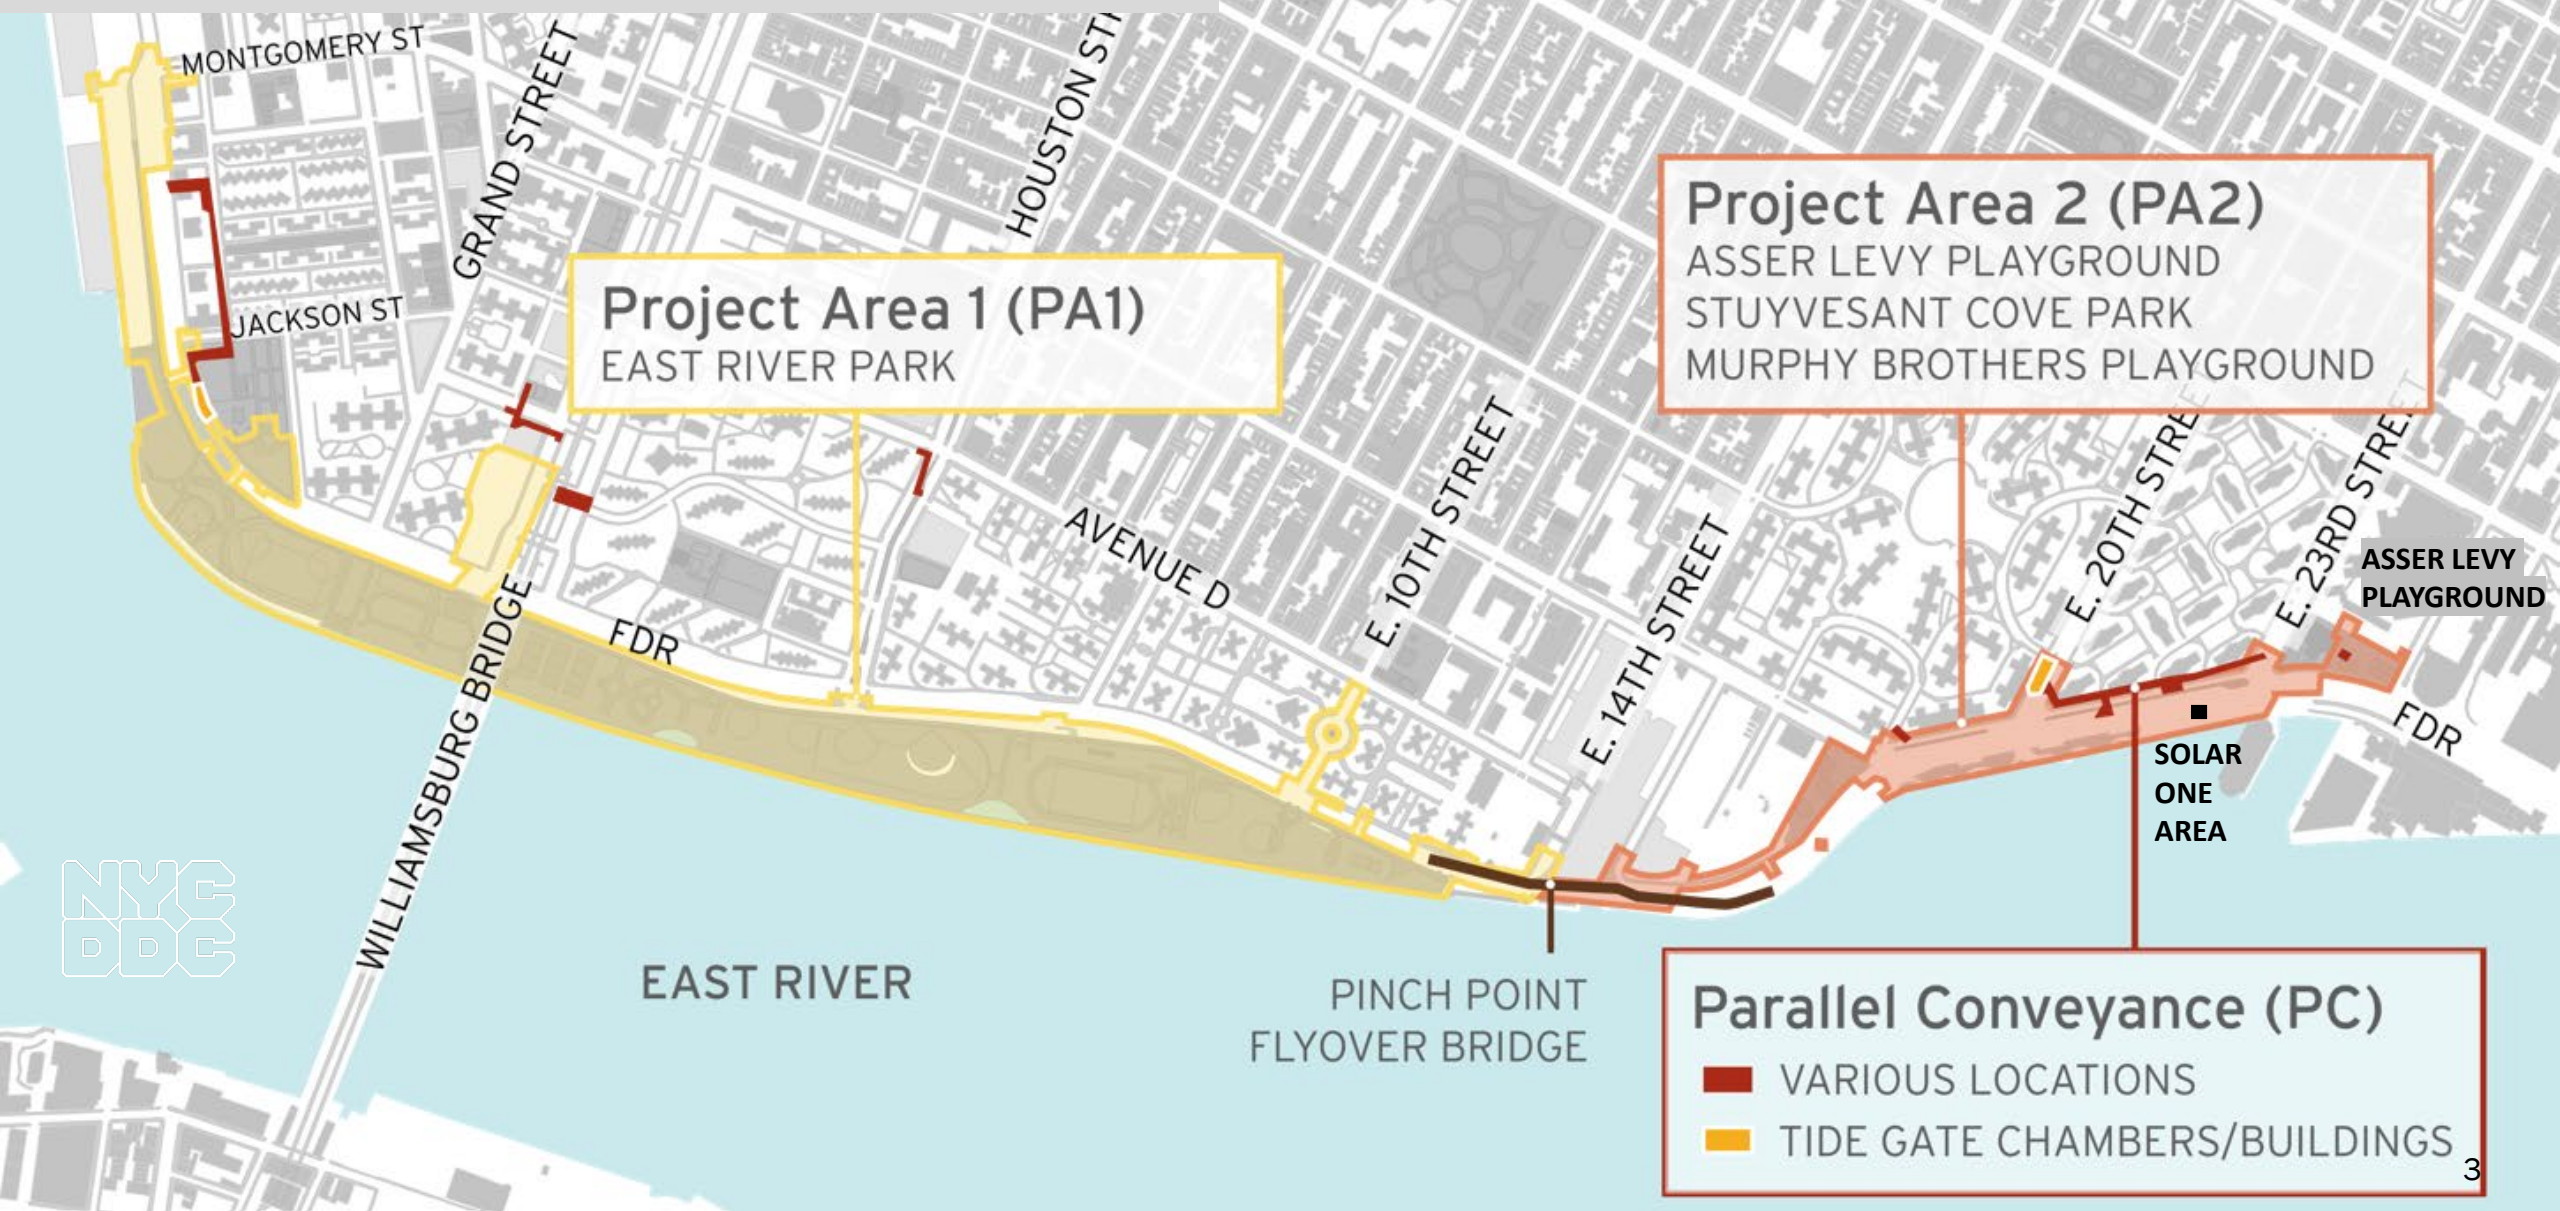 MONTGOMERY ST
GRAND STREET
HOUSTON ST
JACKSON ST
Project Area 1 (PA1)
EAST RIVER PARK
Project Area 2 (PA2)
ASSER LEVY PLAYGROUND
STUYVESANT COVE PARK
MURPHY BROTHERS PLAYGROUND
AVENUE D
E. 10TH STREET
E. 14TH STREET
E. 20TH STREE
E. 23RD STREET
ASSER LEVY
PLAYGROUND
FDR
FDR
SOLAR
ONE
AREA
WILLIAMSBURG BRIDGE
NYC
DDC
EAST RIVER
PINCH POINT
FLYOVER BRIDGE
Parallel Conveyance (PC)
VARIOUS LOCATIONS
TIDE GATE CHAMBERS/BUILDINGS
3